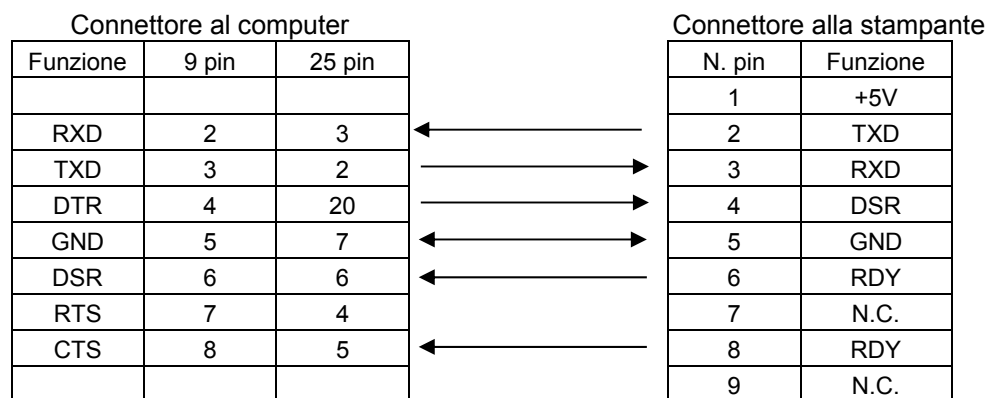 Connettore al computer Connettore alla stampante
Funzione 9 pin 25 pin N. pin Funzione
1 +5V
RXD 2 3 2 TXD
TXD 3 2 3 RXD
DTR 4 20 4 DSR
GND 5 7 5 GND
DSR 6 6 6 RDY
RTS 7 4 7 N.C.
CTS 8 5 8 RDY
9 N.C.